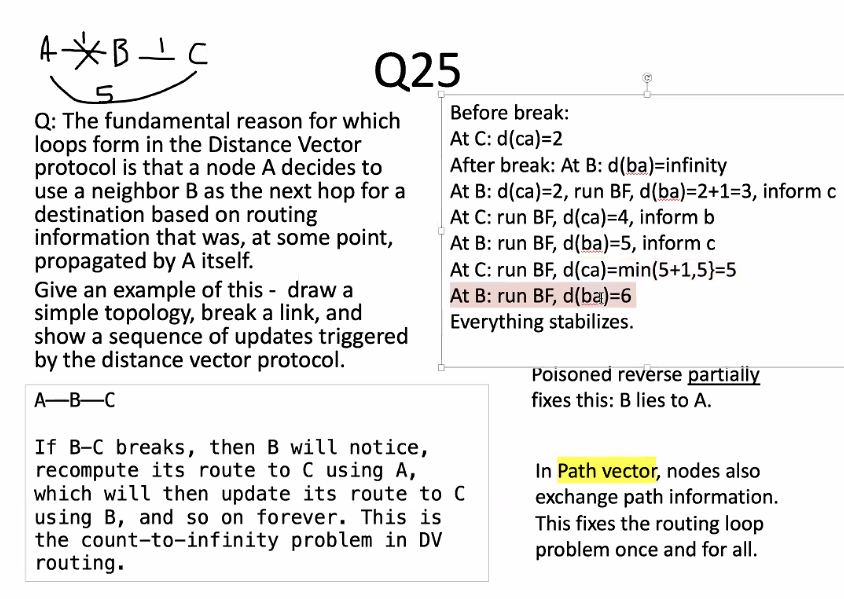 A 1 B 1 C
5
Q25
Q: The fundamental reason for which
loops form in the Distance Vector
protocol is that a node A decides to
use a neighbor B as the next hop for a
destination based on routing
information that was, at some point,
propagated by A itself.
Give an example of this - draw a
simple topology, break a link, and
show a sequence of updates triggered
by the distance vector protocol.
Before break:
At C: d(ca)=2
After break: At B: d(ba)=infinity
At B: d(ca)=2, run BF, d(ba)=2+1=3, inform c
At C: run BF, d(ca)=4, inform b
At B: run BF, d(ba)=5, inform c
At C: run BF, d(ca)=min(5+1,5}=5
At B: run BF, d(ba)=6
Everything stabilizes.
A—B—C
If B-C breaks, then B will notice,
recompute its route to C using A,
which will then update its route to C
using B, and so on forever. This is
the count-to-infinity problem in DV
routing.
Poisoned reverse partially
fixes this: B lies to A.
In Path vector, nodes also
exchange path information.
This fixes the routing loop
problem once and for all.